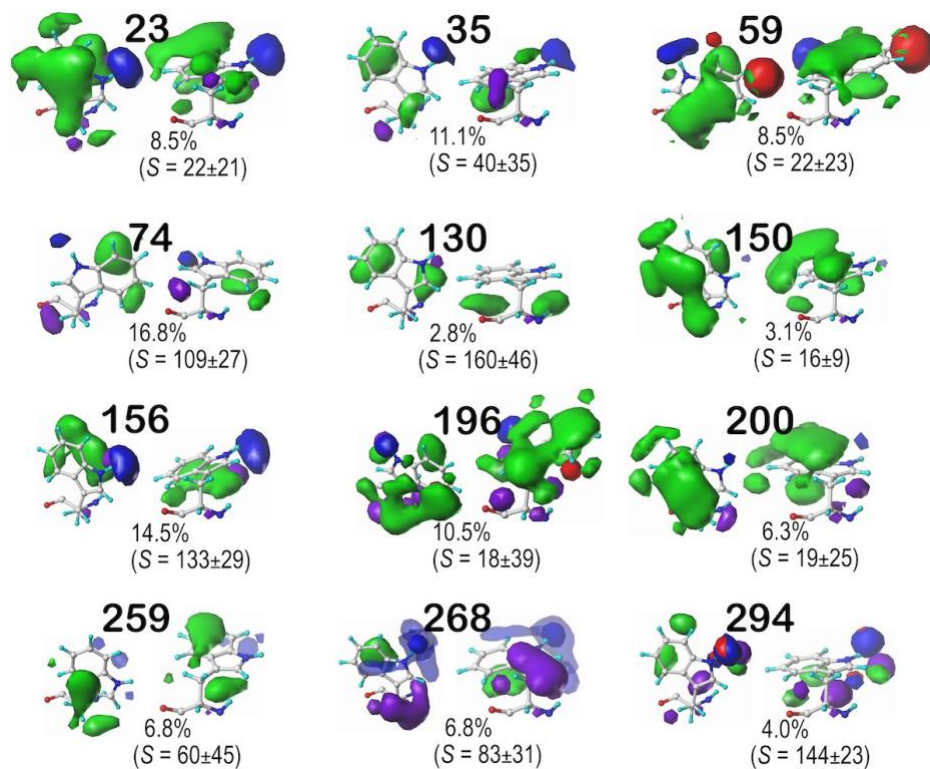 23 35 59
8.5% 11.1% 8.5%
(S = 22±21) (S = 40±35) (S = 22±23)
74 130 150
16.8% 2.8% 3.1%
(S = 109±27) (S = 160±46) (S = 16±9)
156 196 200
14.5% 10.5% 6.3%
(S = 133±29) (S = 18±39) (S = 19±25)
259 268 294
6.8% 6.8% 4.0%
(S = 60±45) (S = 83±31) (S = 144±23)